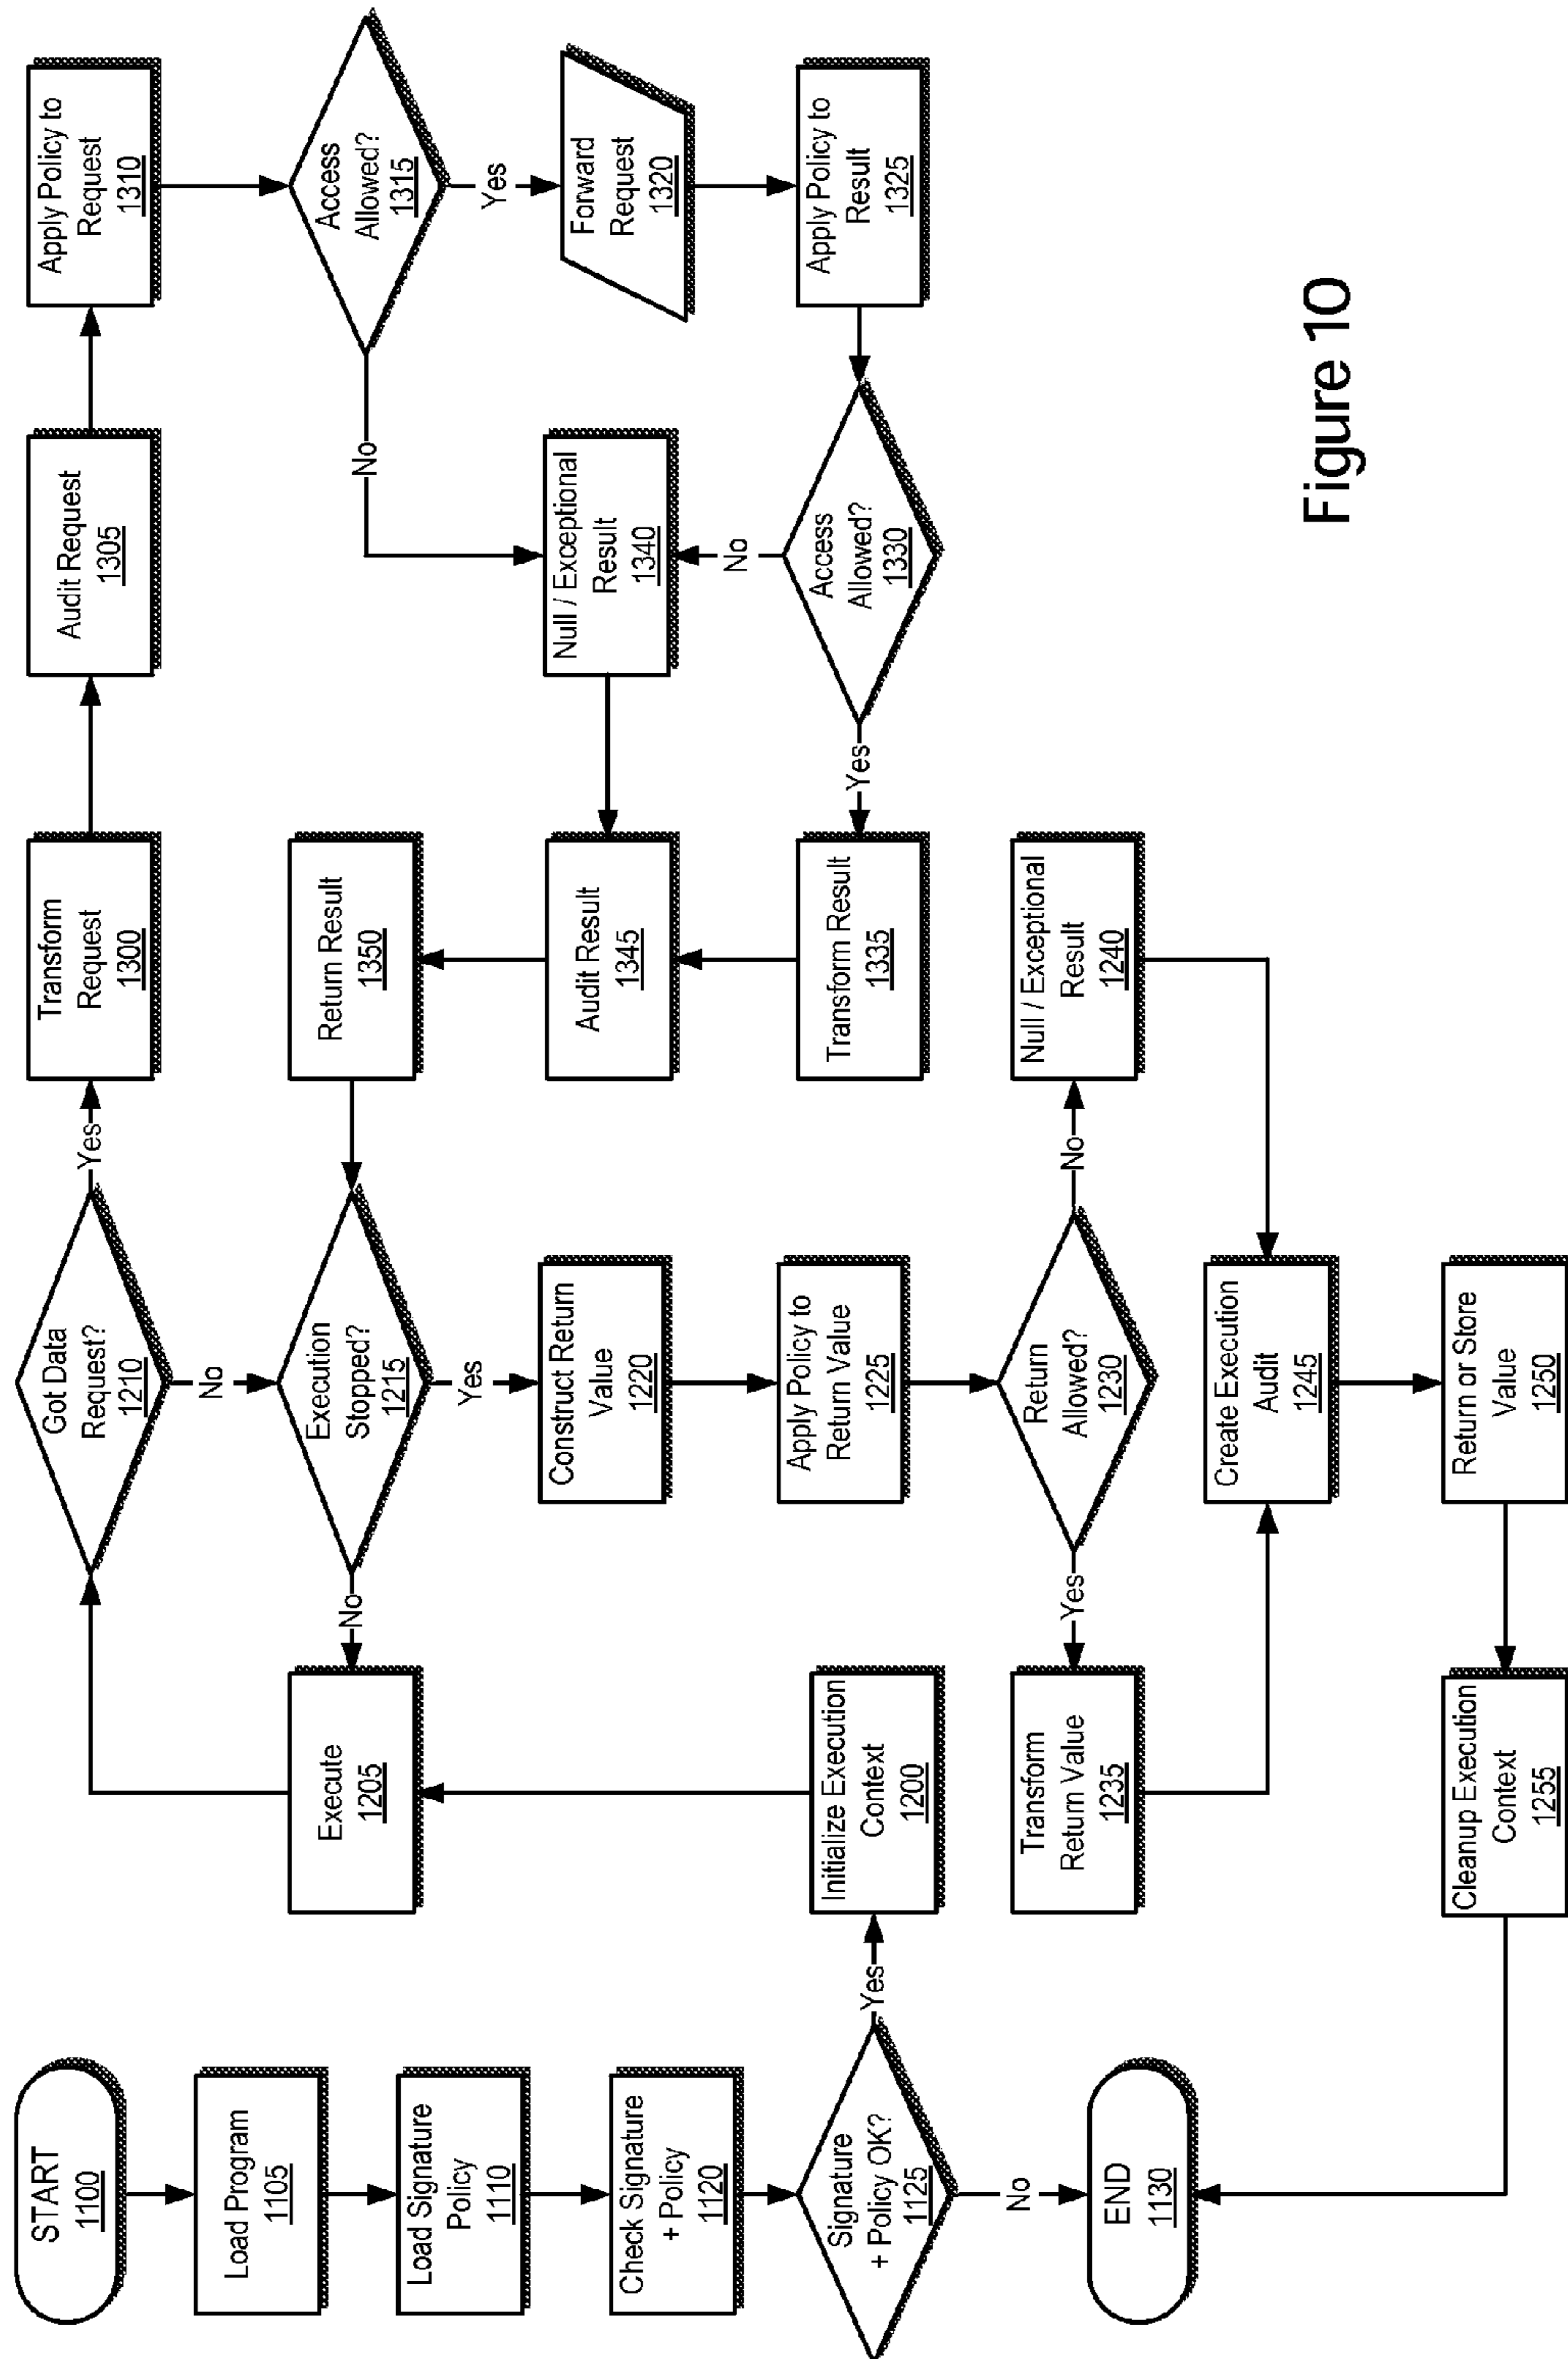 START
1100
Load Program
1105
Load Signature
Policy
1110
Check Signature
+ Policy
1120
Signature
+ Policy OK?
1125
Yes
No
END
1130
Initialize Execution
Context
1200
Execute
1205
Got Data
Request?
1210
Yes
No
Execution
Stopped?
1215
No
Yes
Construct Return
Value
1220
Apply Policy to
Return Value
1225
Return
Allowed?
1230
Yes
No
Transform
Return Value
1235
Null / Exceptional
Result
1240
Create Execution
Audit
1245
Return or Store
Value
1250
Cleanup Execution
Context
1255
Transform
Request
1300
Audit Request
1305
Apply Policy to
Request
1310
Access
Allowed?
1315
No
Yes
Forward
Request
1320
Apply Policy to
Result
1325
Access
Allowed?
1330
No
Yes
Transform Result
1335
Null / Exceptional
Result
1340
Audit Result
1345
Return Result
1350
Figure 10